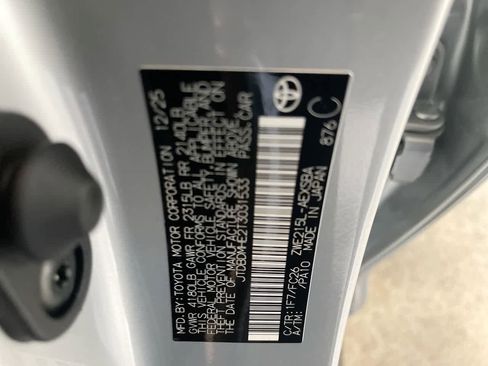 MFD.BY: TOYOTA MOTOR CORPORATION 12/25
GVWR 4180LB GAWR FR 2315LB RR 2140LB
THIS VEHICLE CONFORMS TO ALL APPLICABLE
FEDERAL MOTOR VEHICLE SAFETY, BUMPER, AND
THEFT PREVENTION STANDARDS IN EFFECT ON
THE DATE OF MANUFACTURE SHOWN ABOVE.
PASS.CAR
C/TR:1F7/FC26
A/TM: /PA10
ZWE215L-AEXSBA
MADE IN JAPAN
876 C